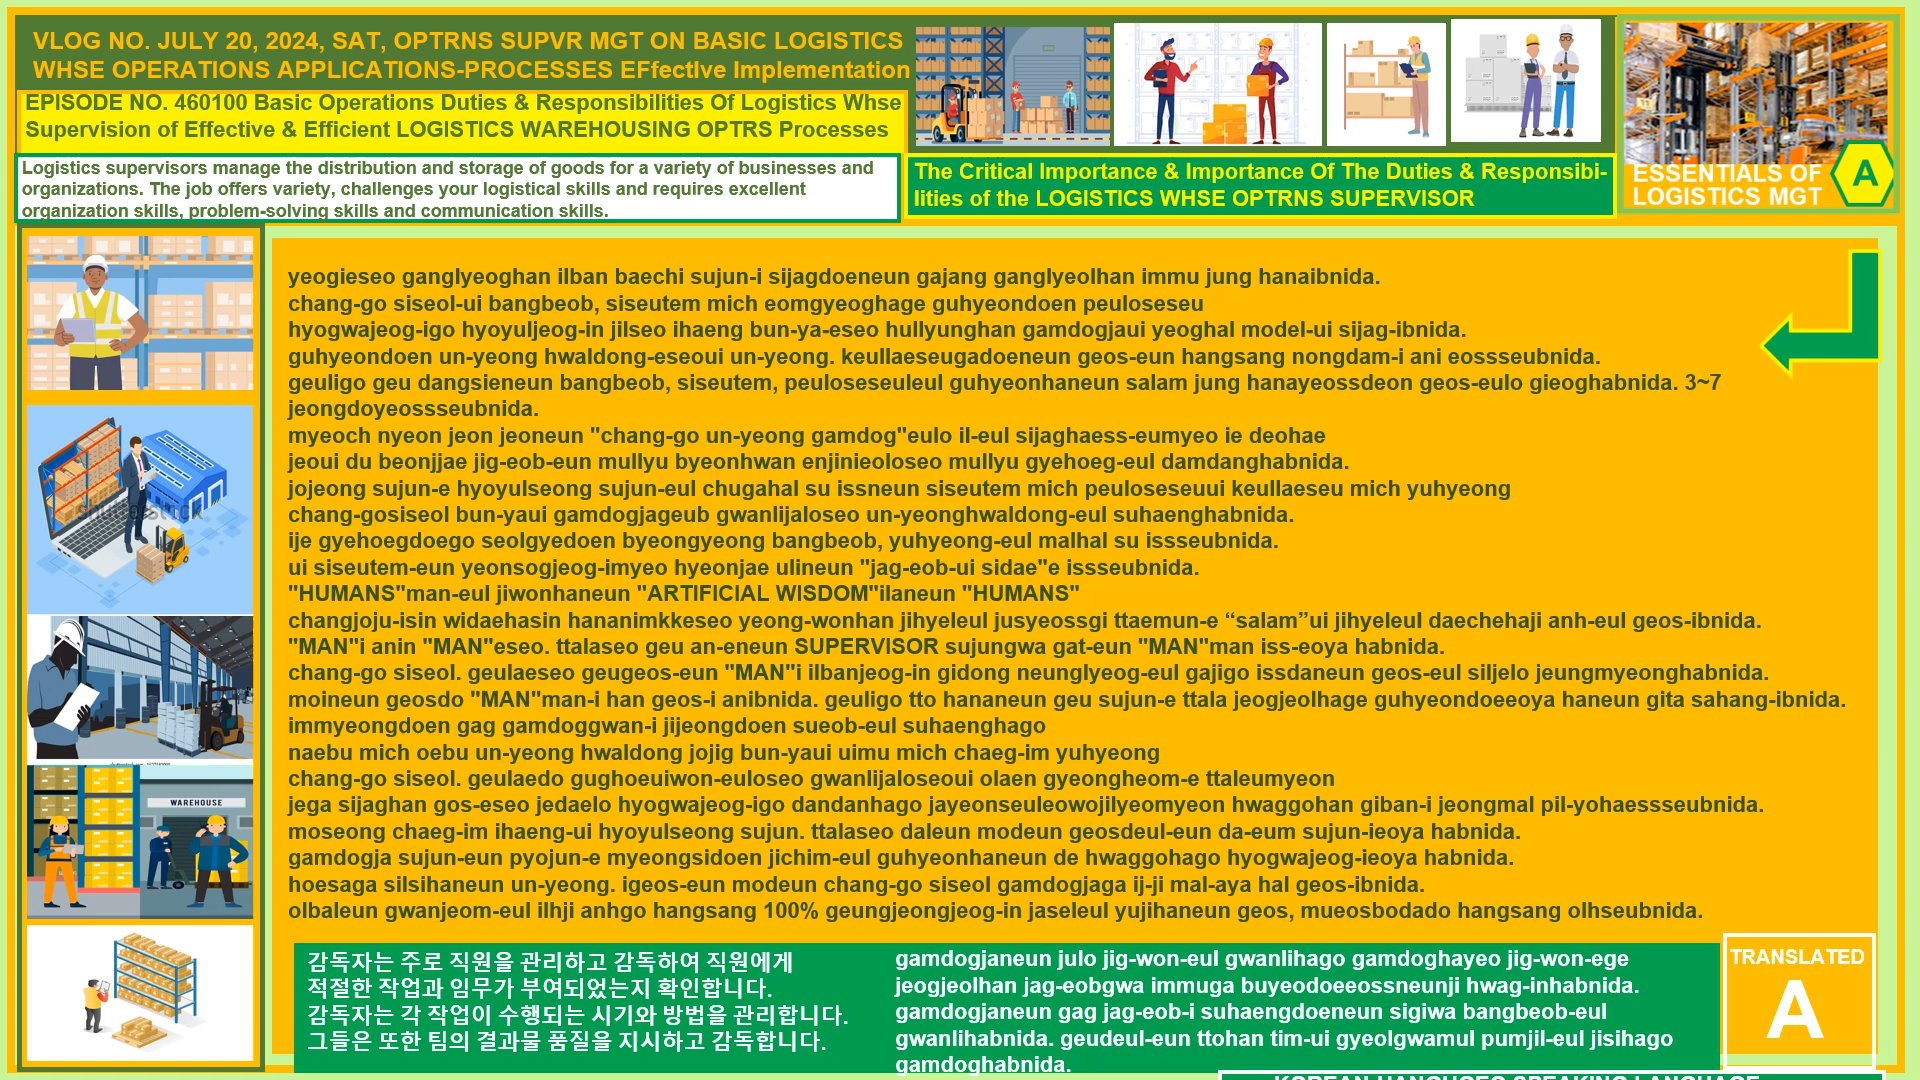 VLOG NO. JULY 20, 2024, SAT, OPTRNS SUPVR MGT ON BASIC LOGISTICS
WHSE OPERATIONS APPLICATIONS-PROCESSES EFfectIve Implementation
EPISODE NO. 460100 Basic Operations Duties & Responsibilities Of Logistics Whse
Supervision of Effective & Efficient LOGISTICS WAREHOUSING OPTRS Processes
Logistics supervisors manage the distribution and storage of goods for a variety of businesses and
organizations. The job offers variety, challenges your logistical skills and requires excellent
organization skills, problem-solving skills and communication skills.
The Critical Importance & Importance Of The Duties & Responsibi-
lities of the LOGISTICS WHSE OPTRNS SUPERVISOR
ESSENTIALS OF
LOGISTICS MGT
A
yeogieseo ganglyeoghan ilban baechi sujun-i sijagdoeneun gajang ganglyeolhan immu jung hanaibnida.
chang-go siseol-ui bangbeob, siseutem mich eomgyeoghage guhyeondoen peuloseseu
hyogwajeog-igo hyoyuljeog-in jilseo ihaeng bun-ya-eseo hullyunghan gamdogjaui yeoghal model-ui sijag-ibnida.
guhyeondoen un-yeong hwaldong-eseoui un-yeong. keullaeseugadoeneun geos-eun hangsang nongdam-i ani eossseubnida.
geuligo geu dangsieneun bangbeob, siseutem, peuloseseuleul guhyeonhaneun salam jung hanayeossdeon geos-eulo gieoghabnida. 3~7
jeongdoyeossseubnida.
myeoch nyeon jeon jeoneun "chang-go un-yeong gamdog"eulo il-eul sijaghaess-eumyeo ie deohae
jeoui du beonjjae jig-eob-eun mullyu byeonhwan enjinieoloseo mullyu gyehoeg-eul damdanghabnida.
jojeong sujun-e hyoyulseong sujun-eul chugahal su issneun siseutem mich peuloseseuui keullaeseu mich yuhyeong
chang-gosiseol bun-yaui gamdogjageub gwanlijaloseo un-yeonghwaldong-eul suhaenghabnida.
ije gyehoegdoego seolgyedoen byeongyeong bangbeob, yuhyeong-eul malhal su issseubnida.
ui siseutem-eun yeonsogjeog-imyeo hyeonjae ulineun "jag-eob-ui sidae"e issseubnida.
"HUMANS"man-eul jiwonhaneun "ARTIFICIAL WISDOM"ilaneun "HUMANS"
changjoju-isin widaehasin hananimkkeseo yeong-wonhan jihyeleul jusyeossgi ttaemun-e “salam”ui jihyeleul daechehaji anh-eul geos-ibnida.
"MAN"i anin "MAN"eseo. ttalaseo geu an-eneun SUPERVISOR sujungwa gat-eun "MAN"man iss-eoya habnida.
chang-go siseol. geulaeseo geugeos-eun "MAN"i ilbanjeog-in gidong neunglyeog-eul gajigo issdaneun geos-eul siljelo jeungmyeonghabnida.
moineun geosdo "MAN"man-i han geos-i anibnida. geuligo tto hananeun geu sujun-e ttala jeogjeolhage guhyeondoeeoya haneun gita sahang-ibnida.
immyeongdoen gag gamdoggwan-i jijeongdoen sueob-eul suhaenghago
naebu mich oebu un-yeong hwaldong jojig bun-yaui uimu mich chaeg-im yuhyeong
chang-go siseol. geulaedo gughoeuiwon-euloseo gwanlijaloseoui olaen gyeongheom-e ttaleumyeon
jega sijaghan gos-eseo jedaelo hyogwajeog-igo dandanhago jayeonseuleowojilyeomyeon hwaggohan giban-i jeongmal pil-yohaessseubnida.
moseong chaeg-im ihaeng-ui hyoyulseong sujun. ttalaseo daleun modeun geosdeul-eun da-eum sujun-ieoya habnida.
gamdogja sujun-eun pyojun-e myeongsidoen jichim-eul guhyeonhaneun de hwaggohago hyogwajeog-ieoya habnida.
hoesaga silsihaneun un-yeong. igeos-eun modeun chang-go siseol gamdogjaga ij-ji mal-aya hal geos-ibnida.
olbaleun gwanjeom-eul ilhji anhgo hangsang 100% geungjeongjeog-in jaseleul yujihaneun geos, mueosbodado hangsang olhseubnida.
WAREHOUSE
감독자는 주로 직원을 관리하고 감독하여 직원에게
적절한 작업과 임무가 부여되었는지 확인합니다.
감독자는 각 작업이 수행되는 시기와 방법을 관리합니다.
그들은 또한 팀의 결과물 품질을 지시하고 감독합니다.
gamdogjaneun julo jig-won-eul gwanlihago gamdoghayeo jig-won-ege
jeogjeolhan jag-eobgwa immuga buyeodoeeossneunji hwag-inhabnida.
gamdogjaneun gag jag-eob-i suhaengdoeneun sigiwa bangbeob-eul
gwanlihabnida. geudeul-eun ttohan tim-ui gyeolgwamul pumjil-eul jisihago
gamdoghabnida.
TRANSLATED
A